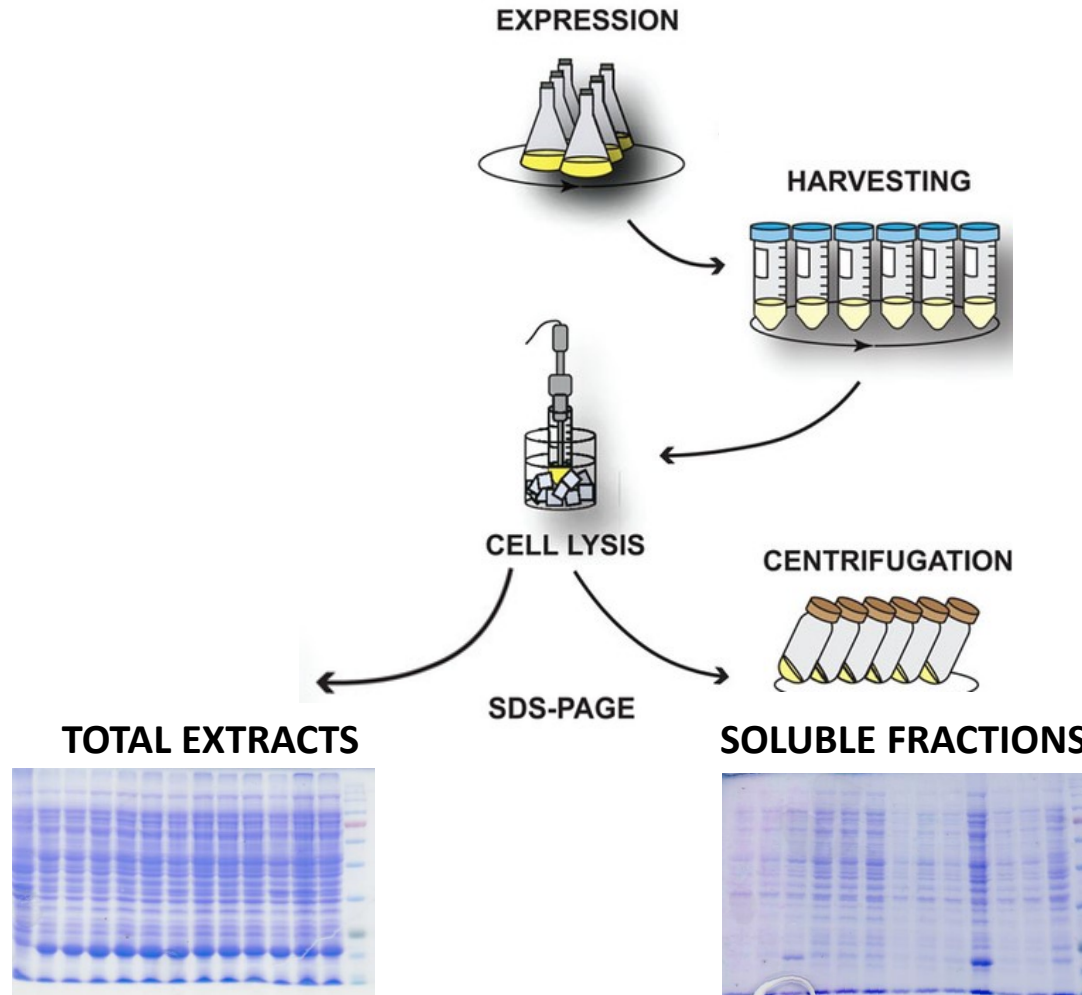 EXPRESSION
HARVESTING
CELL LYSIS
CENTRIFUGATION
SDS-PAGE
TOTAL EXTRACTS
SOLUBLE FRACTIONS